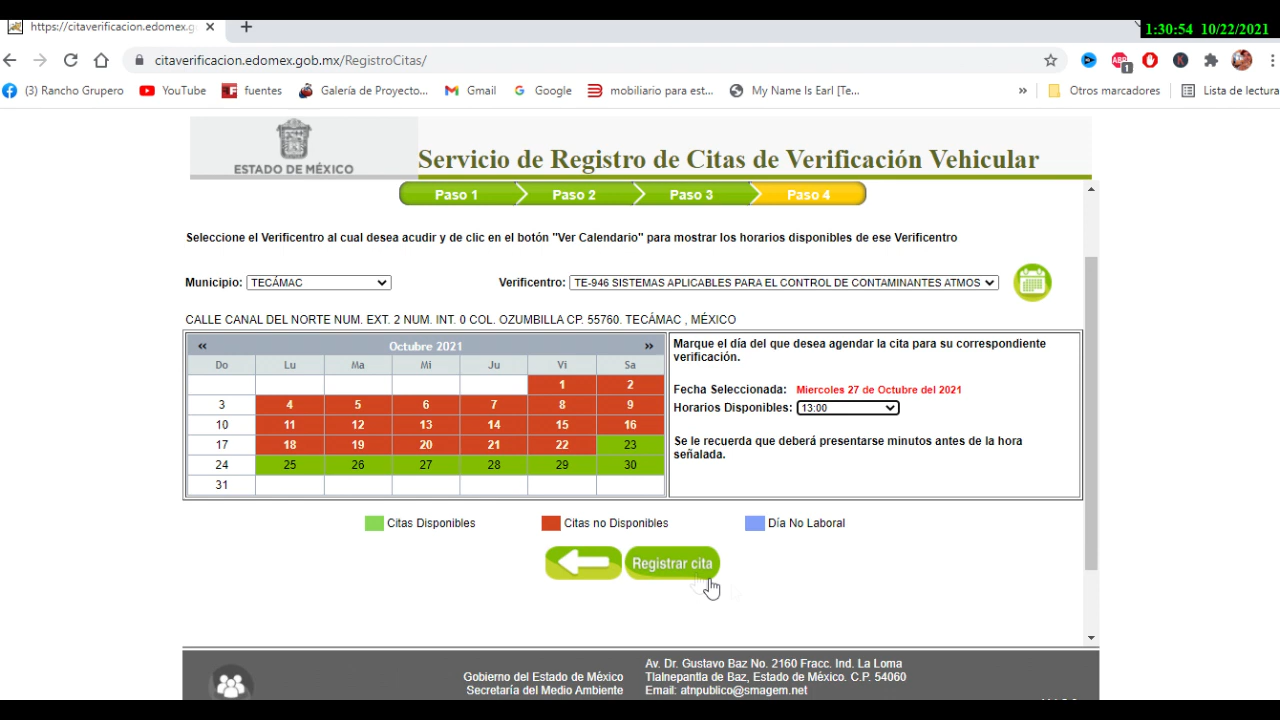 https://citaverificacion.edomex.g
1:30:54 10/22/2021
citaverificacion.edomex.gob.mx/RegistroCitas/
ABP
1
K
(3) Rancho Grupero
YouTube
fuentes
Galería de Proyecto...
Gmail
Google
mobiliario para est...
My Name Is Earl [Te...
»
Otros marcadores
Lista de lectura
ESTADO DE MÉXICO
Servicio de Registro de Citas de Verificación Vehicular
Paso 1
Paso 2
Paso 3
Paso 4
Seleccione el Verificentro al cual desea acudir y de clic en el botón "Ver Calendario" para mostrar los horarios disponibles de ese Verificentro
Municipio: TECÁMAC
Verificentro: TE-946 SISTEMAS APLICABLES PARA EL CONTROL DE CONTAMINANTES ATMOS
CALLE CANAL DEL NORTE NUM. EXT. 2 NUM. INT. 0 COL. OZUMBILLA CP. 55760. TECÁMAC , MÉXICO
« Octubre 2021 »
Do Lu Ma Mi Ju Vi Sa
1 2
3 4 5 6 7 8 9
10 11 12 13 14 15 16
17 18 19 20 21 22 23
24 25 26 27 28 29 30
31
Marque el día del que desea agendar la cita para su correspondiente
verificación.
Fecha Seleccionada: Miercoles 27 de Octubre del 2021
Horarios Disponibles: 13:00
Se le recuerda que deberá presentarse minutos antes de la hora
señalada.
Citas Disponibles
Citas no Disponibles
Día No Laboral
Registrar cita
Gobierno del Estado de México
Secretaría del Medio Ambiente
Av. Dr. Gustavo Baz No. 2160 Fracc. Ind. La Loma
Tlalnepantla de Baz, Estado de México. C.P. 54060
Email: atnpublico@smagem.net